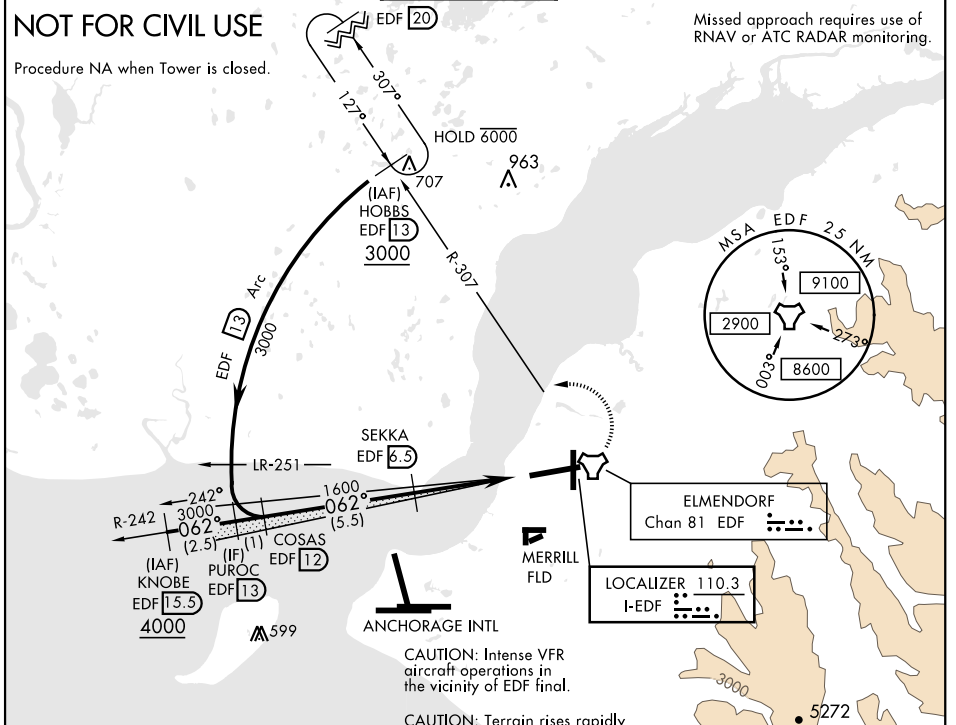 NOT FOR CIVIL USE
Procedure NA when Tower is closed.
EDF 20
Missed approach requires use of
RNAV or ATC RADAR monitoring.
307°
127°
HOLD 6000
963
707
(IAF)
HOBBS
EDF 13
3000
R-307
MSA EDF 25 NM
153°
9100
2900
273°
003°
8600
EDF 13 Arc
3000
SEKKA
EDF 6.5
LR-251
242°
3000
1600
R-242
062°
062°
(2.5)
(1)
(5.5)
(IAF)
KNOBE
EDF 15.5
4000
(IF)
PUROC
EDF 13
COSAS
EDF 12
599
ELMENDORF
Chan 81 EDF
MERRILL
FLD
LOCALIZER 110.3
I-EDF
ANCHORAGE INTL
CAUTION: Intense VFR
aircraft operations in
the vicinity of EDF final.
CAUTION: Terrain rises rapidly
3000
5272